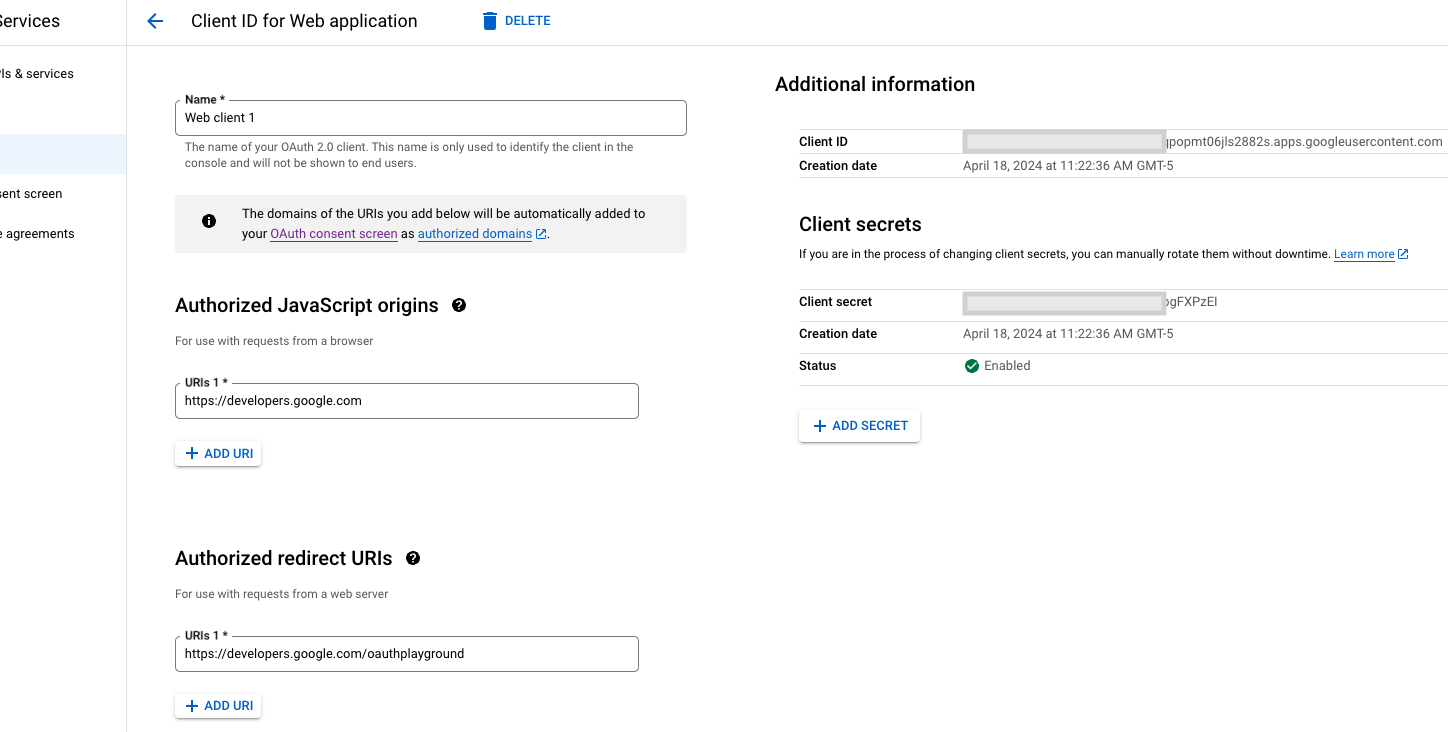 Services
Client ID for Web application
DELETE
Is & services
sent screen
e agreements
Name *
Web client 1
The name of your OAuth 2.0 client. This name is only used to identify the client in the
console and will not be shown to end users.
The domains of the URIs you add below will be automatically added to
your OAuth consent screen as authorized domains.
Authorized JavaScript origins
For use with requests from a browser
URIs 1 *
https://developers.google.com
ADD URI
Authorized redirect URIs
For use with requests from a web server
URIs 1 *
https://developers.google.com/oauthplayground
ADD URI
Additional information
Client ID qpopmt06jls2882s.apps.googleusercontent.com
Creation date April 18, 2024 at 11:22:36 AM GMT-5
Client secrets
If you are in the process of changing client secrets, you can manually rotate them without downtime. Learn more
Client secret
Creation date April 18, 2024 at 11:22:36 AM GMT-5
Status Enabled
ADD SECRET